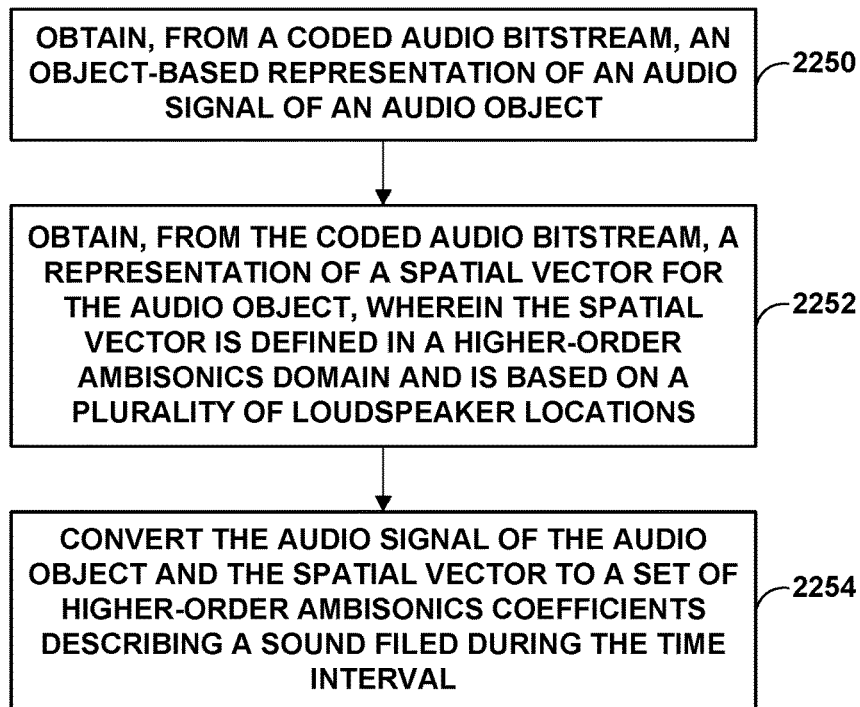 OBTAIN, FROM A CODED AUDIO BITSTREAM, AN
OBJECT-BASED REPRESENTATION OF AN AUDIO
SIGNAL OF AN AUDIO OBJECT
2250
OBTAIN, FROM THE CODED AUDIO BITSTREAM, A
REPRESENTATION OF A SPATIAL VECTOR FOR
THE AUDIO OBJECT, WHEREIN THE SPATIAL
VECTOR IS DEFINED IN A HIGHER-ORDER
AMBISONICS DOMAIN AND IS BASED ON A
PLURALITY OF LOUDSPEAKER LOCATIONS
2252
CONVERT THE AUDIO SIGNAL OF THE AUDIO
OBJECT AND THE SPATIAL VECTOR TO A SET OF
HIGHER-ORDER AMBISONICS COEFFICIENTS
DESCRIBING A SOUND FILED DURING THE TIME
INTERVAL
2254